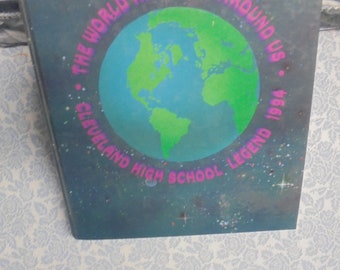 • THE WORLD AROUND US •
CLEVELAND HIGH SCHOOL LEGEND 1994